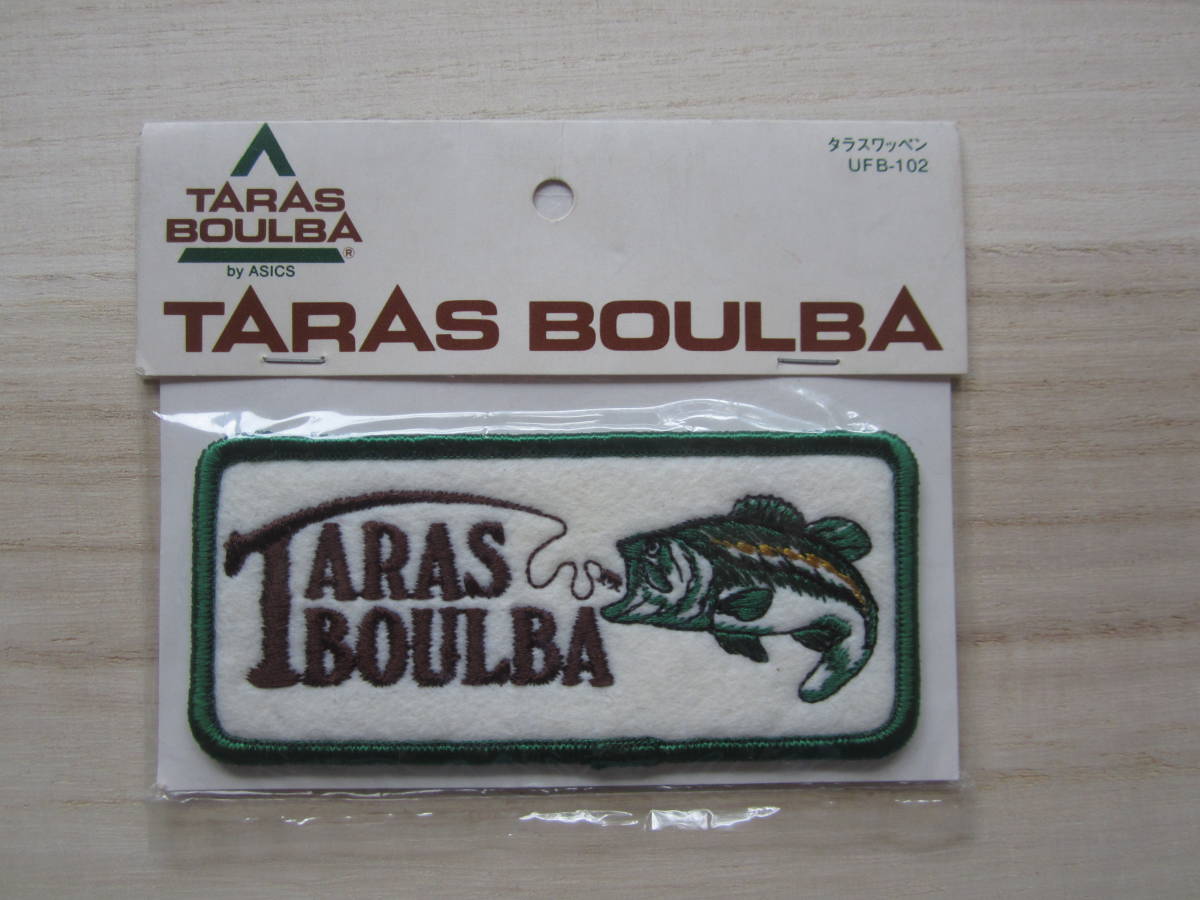 TARAS
BOULBA
®
by ASICS
タラスワッペン
UFB-102
TARAS BOULBA
TARAS
BOULBA